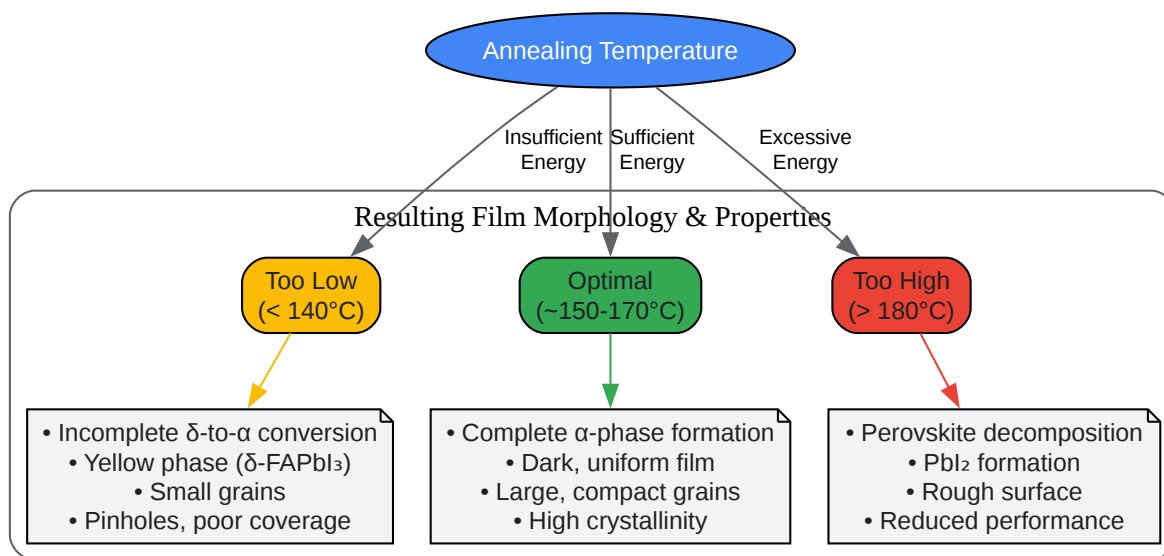 Annealing Temperature
Insufficient
Energy
Sufficient
Energy
Excessive
Energy
Resulting Film Morphology & Properties
Too Low
(< 140°C)
Optimal
(~150-170°C)
Too High
(> 180°C)
• Incomplete δ-to-α conversion
• Yellow phase (δ-FAPbI₃)
• Small grains
• Pinholes, poor coverage
• Complete α-phase formation
• Dark, uniform film
• Large, compact grains
• High crystallinity
• Perovskite decomposition
• PbI₂ formation
• Rough surface
• Reduced performance